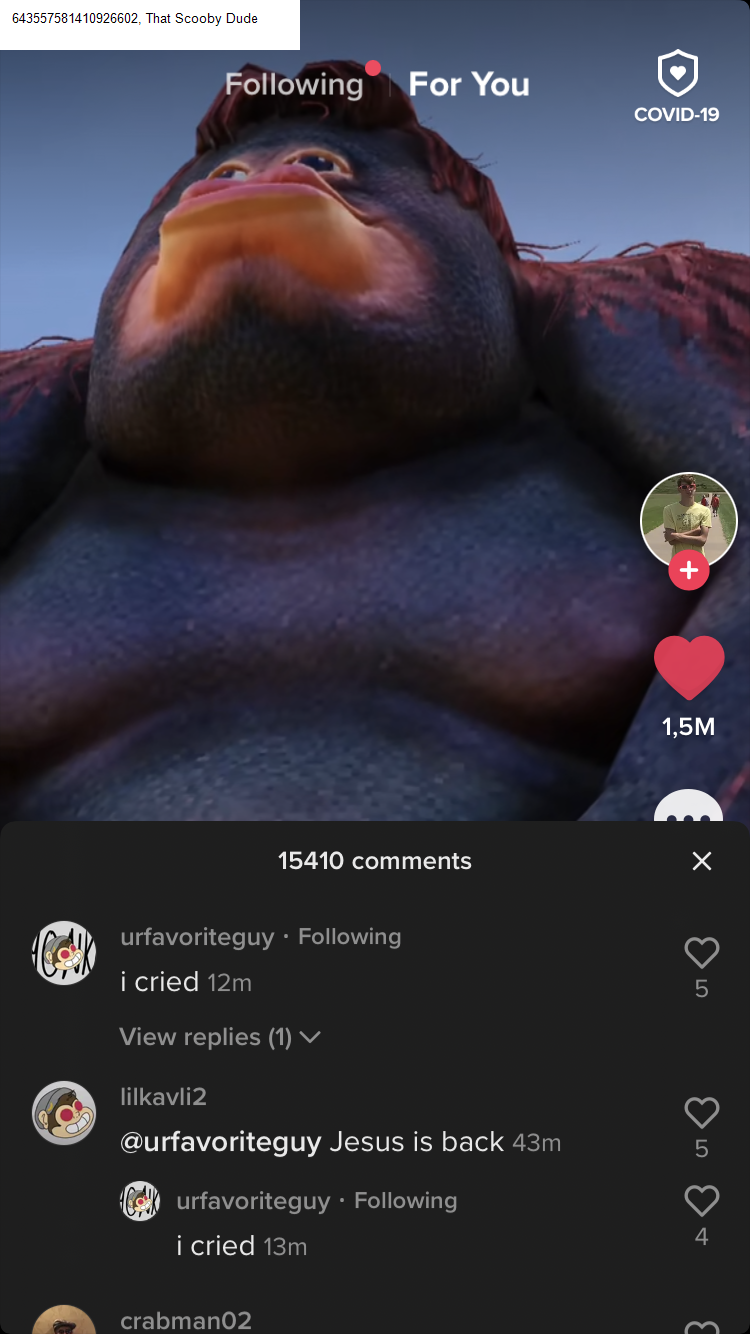 643557581410926602, That Scooby Dude
Following
For You
COVID-19
1,5M
15410 comments
urfavoriteguy · Following
i cried 12m
5
View replies (1)
lilkavli2
@urfavoriteguy Jesus is back 43m
5
urfavoriteguy · Following
i cried 13m
4
crabman02